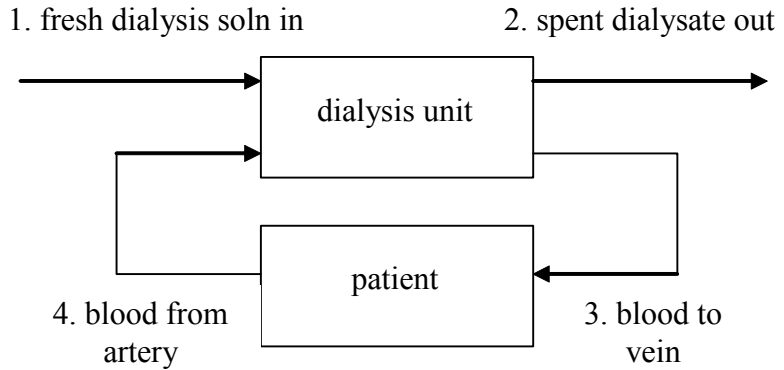 1. fresh dialysis soln in
2. spent dialysate out
dialysis unit
patient
4. blood from
artery
3. blood to
vein